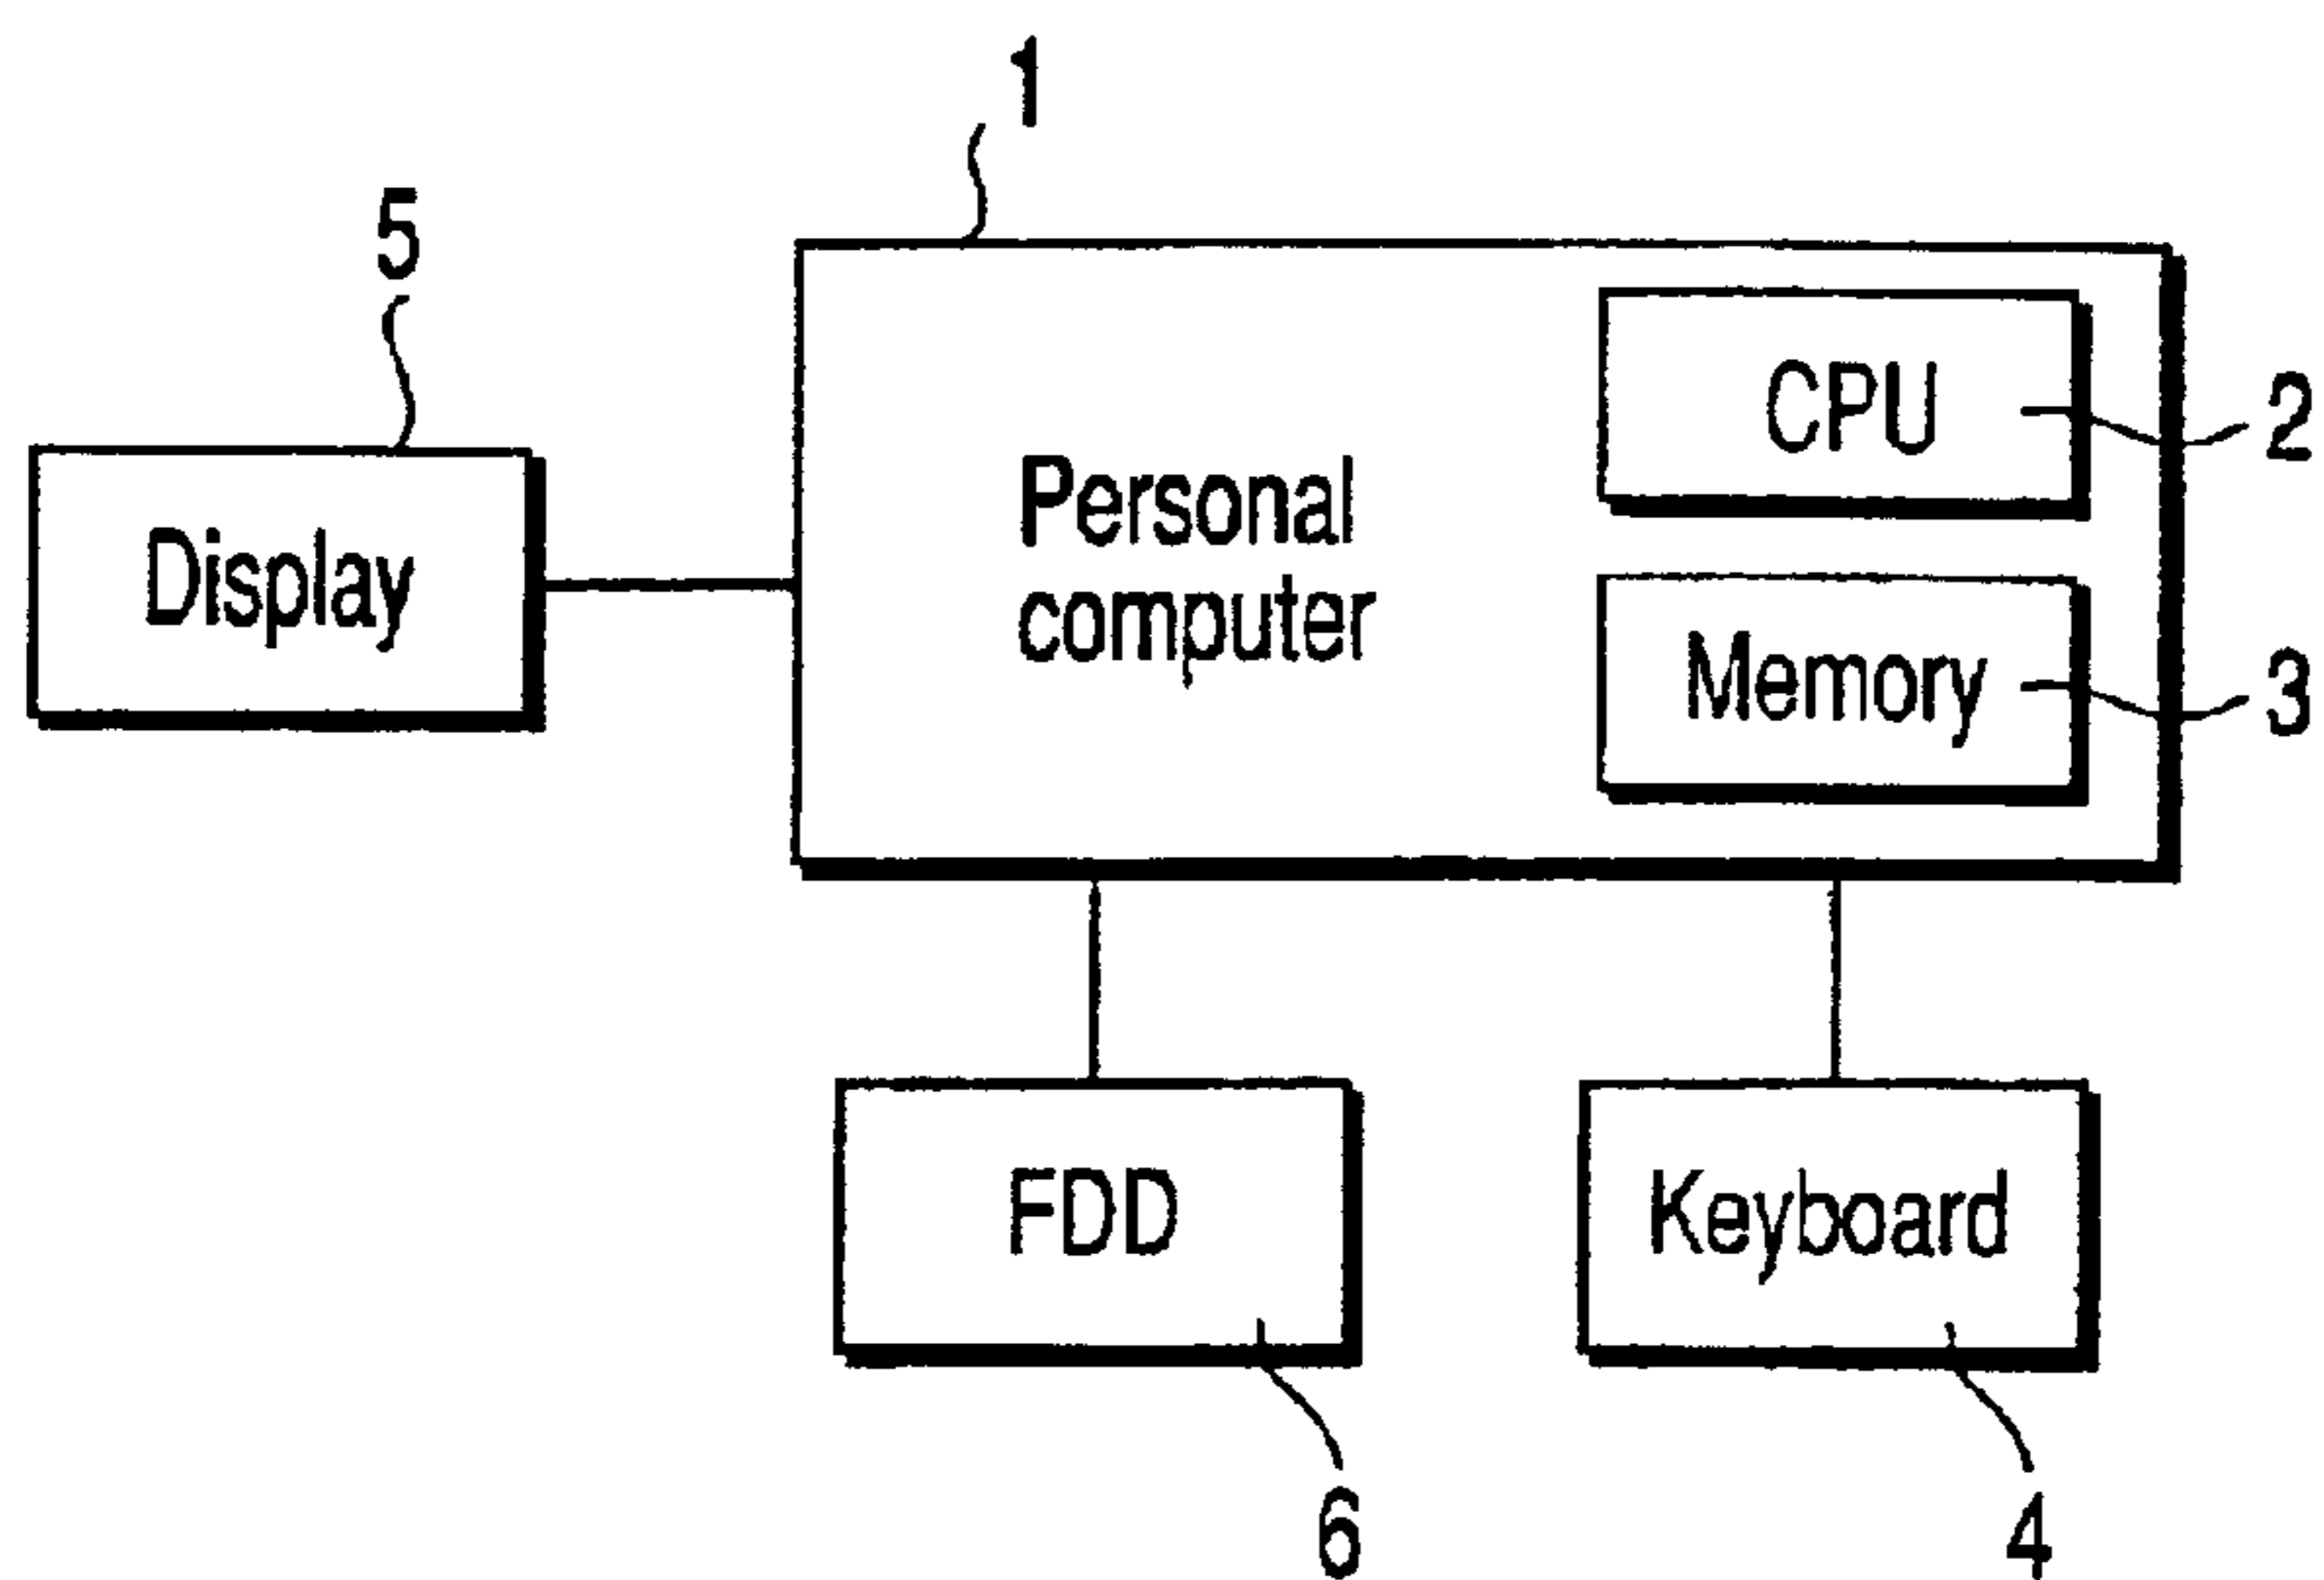 1
5
CPU
2
Personal
computer
Display
Memory
3
FDD
Keyboard
6
4